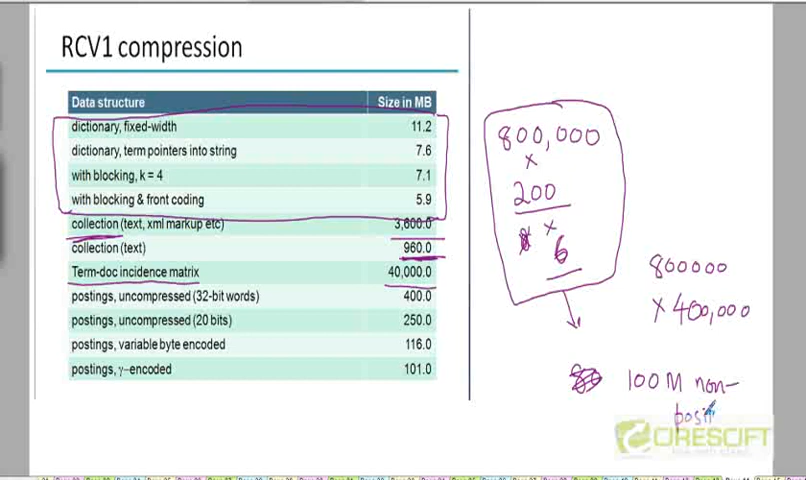 RCV1 compression
Data structure Size in MB
dictionary, fixed-width 11.2
dictionary, term pointers into string 7.6
with blocking, k = 4 7.1
with blocking & front coding 5.9
collection (text, xml markup etc) 3,600.0
collection (text) 960.0
Term-doc incidence matrix 40,000.0
postings, uncompressed (32-bit words) 400.0
postings, uncompressed (20 bits) 250.0
postings, variable byte encoded 116.0
postings, γ-encoded 101.0
800,000
×
200
×
6
800000
× 400,000
100M non-
posi